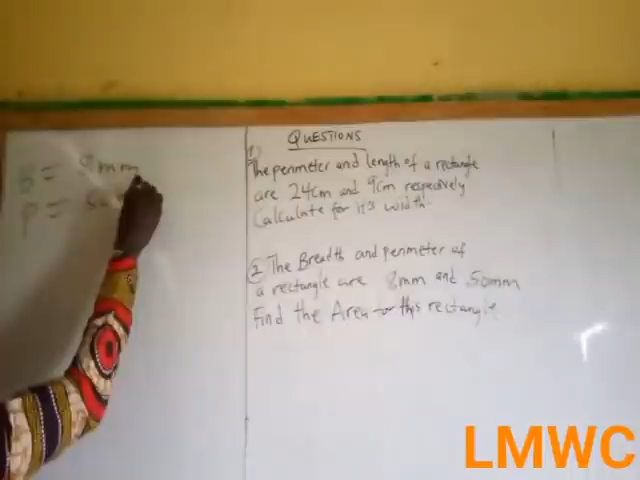 B = 8mm
P = 50
QUESTIONS
1)
The perimeter and length of a rectangle
are 24cm and 9cm respectively
Calculate for its width.
2 The Breadth and perimeter of
a rectangle are 8mm and 50mm
Find the Area for this rectangle
LMWC